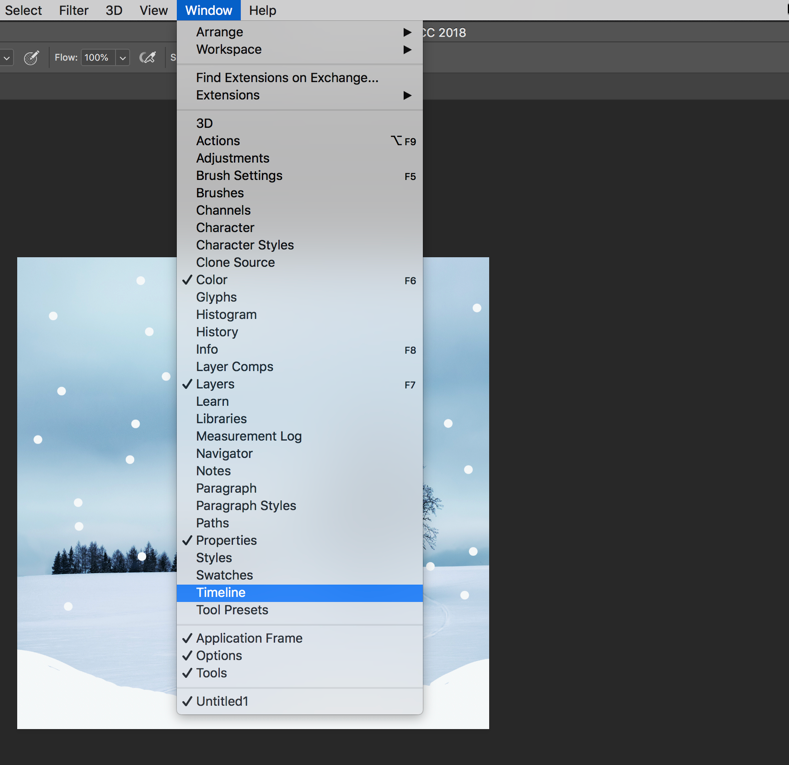 Select Filter 3D View Window Help
CC 2018
Flow: 100% S
Arrange
Workspace
Find Extensions on Exchange...
Extensions
3D
Actions ⌥F9
Adjustments
Brush Settings F5
Brushes
Channels
Character
Character Styles
Clone Source
✓ Color F6
Glyphs
Histogram
History
Info F8
Layer Comps
✓ Layers F7
Learn
Libraries
Measurement Log
Navigator
Notes
Paragraph
Paragraph Styles
Paths
✓ Properties
Styles
Swatches
Timeline
Tool Presets
✓ Application Frame
✓ Options
✓ Tools
✓ Untitled1